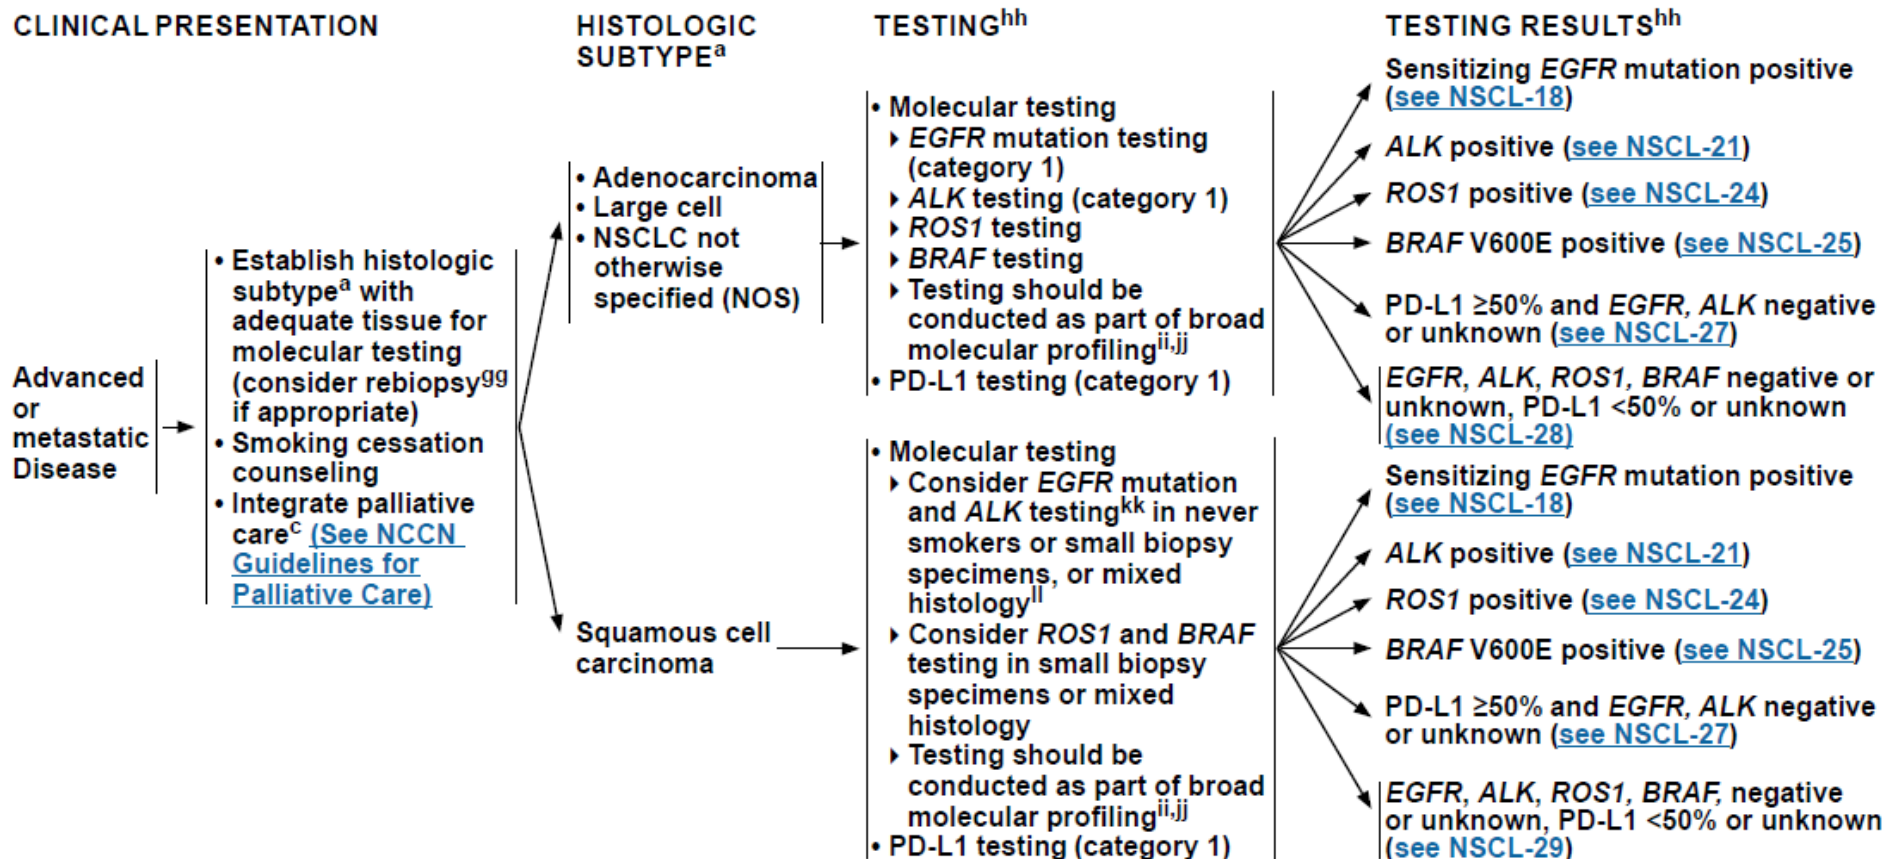 CLINICAL PRESENTATION
HISTOLOGIC
SUBTYPEa
TESTINGhh
TESTING RESULTShh
Advanced
or
metastatic
Disease
• Establish histologic
subtypea with
adequate tissue for
molecular testing
(consider rebiopsygg
if appropriate)
• Smoking cessation
counseling
• Integrate palliative
carec (See NCCN
Guidelines for
Palliative Care)
• Adenocarcinoma
• Large cell
• NSCLC not
otherwise
specified (NOS)
• Molecular testing
EGFR mutation testing
(category 1)
ALK testing (category 1)
ROS1 testing
BRAF testing
Testing should be
conducted as part of broad
molecular profilingii,jj
• PD-L1 testing (category 1)
Sensitizing EGFR mutation positive
(see NSCL-18)
ALK positive (see NSCL-21)
ROS1 positive (see NSCL-24)
BRAF V600E positive (see NSCL-25)
PD-L1 ≥50% and EGFR, ALK negative
or unknown (see NSCL-27)
EGFR, ALK, ROS1, BRAF negative or
unknown, PD-L1 <50% or unknown
(see NSCL-28)
Squamous cell
carcinoma
• Molecular testing
Consider EGFR mutation
and ALK testingkk in never
smokers or small biopsy
specimens, or mixed
histologyll
Consider ROS1 and BRAF
testing in small biopsy
specimens or mixed
histology
Testing should be
conducted as part of broad
molecular profilingii,jj
• PD-L1 testing (category 1)
Sensitizing EGFR mutation positive
(see NSCL-18)
ALK positive (see NSCL-21)
ROS1 positive (see NSCL-24)
BRAF V600E positive (see NSCL-25)
PD-L1 ≥50% and EGFR, ALK negative
or unknown (see NSCL-27)
EGFR, ALK, ROS1, BRAF, negative
or unknown, PD-L1 <50% or unknown
(see NSCL-29)